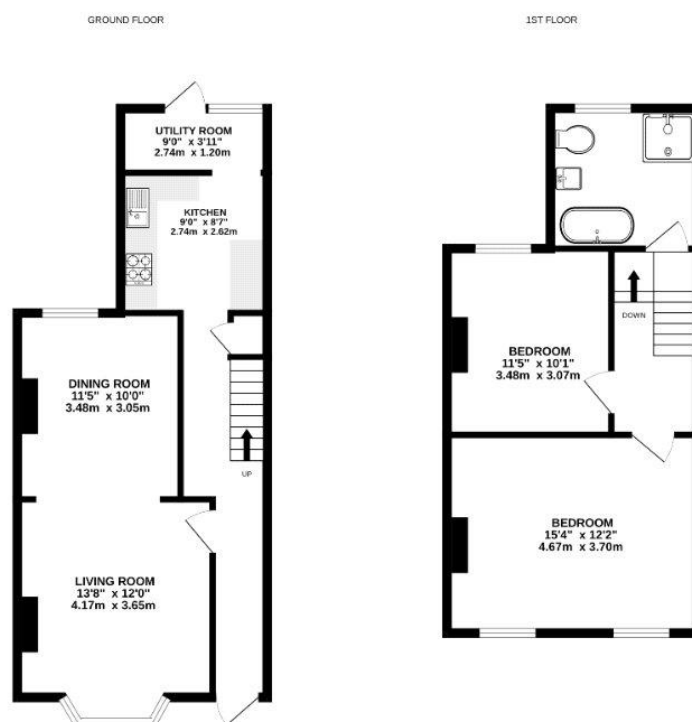 GROUND FLOOR
UTILITY ROOM
9'0" x 3'11"
2.74m x 1.20m
KITCHEN
9'0" x 8'7"
2.74m x 2.62m
DINING ROOM
11'5" x 10'0"
3.48m x 3.05m
UP
LIVING ROOM
13'8" x 12'0"
4.17m x 3.65m
1ST FLOOR
DOWN
BEDROOM
11'5" x 10'1"
3.48m x 3.07m
BEDROOM
15'4" x 12'2"
4.67m x 3.70m